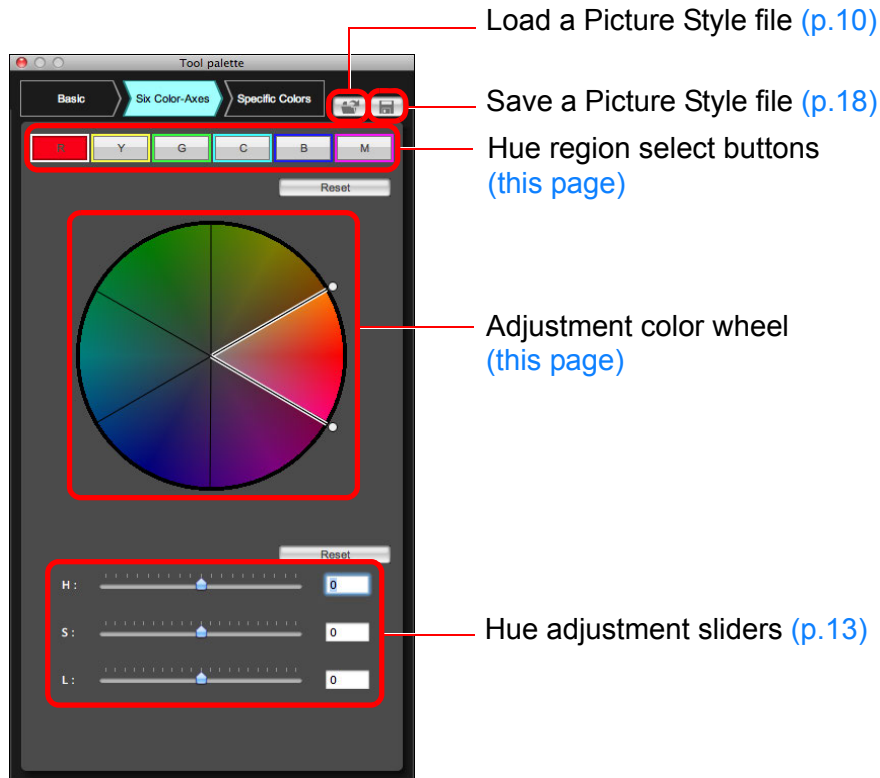 Load a Picture Style file (p.10)
Tool palette
Basic
Six Color-Axes
Specific Colors
Save a Picture Style file (p.18)
R
Y
G
C
B
M
Hue region select buttons
(this page)
Reset
Adjustment color wheel
(this page)
Reset
H :
0
S :
0
Hue adjustment sliders (p.13)
L :
0